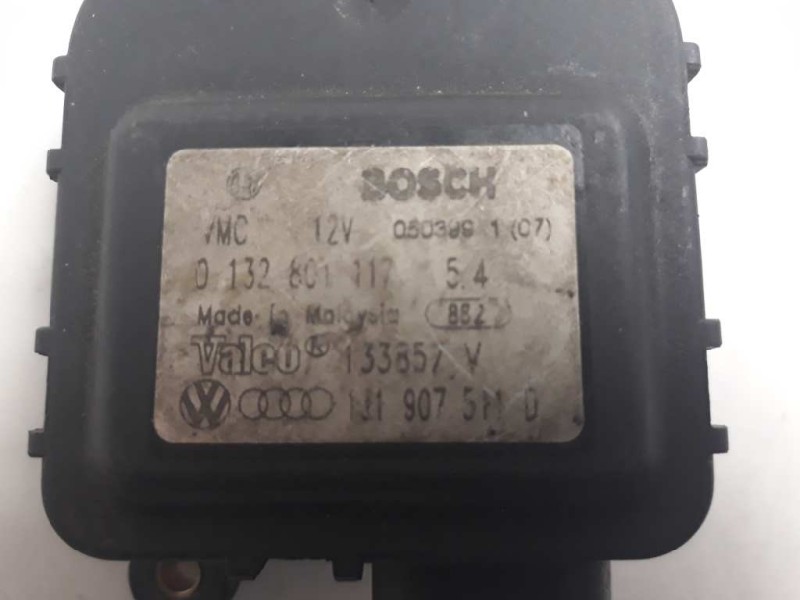 BOSCH
VMC 12V 050399 1 (07)
0 132 801 117 5.4
Made in Malaysia 882
Valeo® 133857 V
1J1 907 511 D